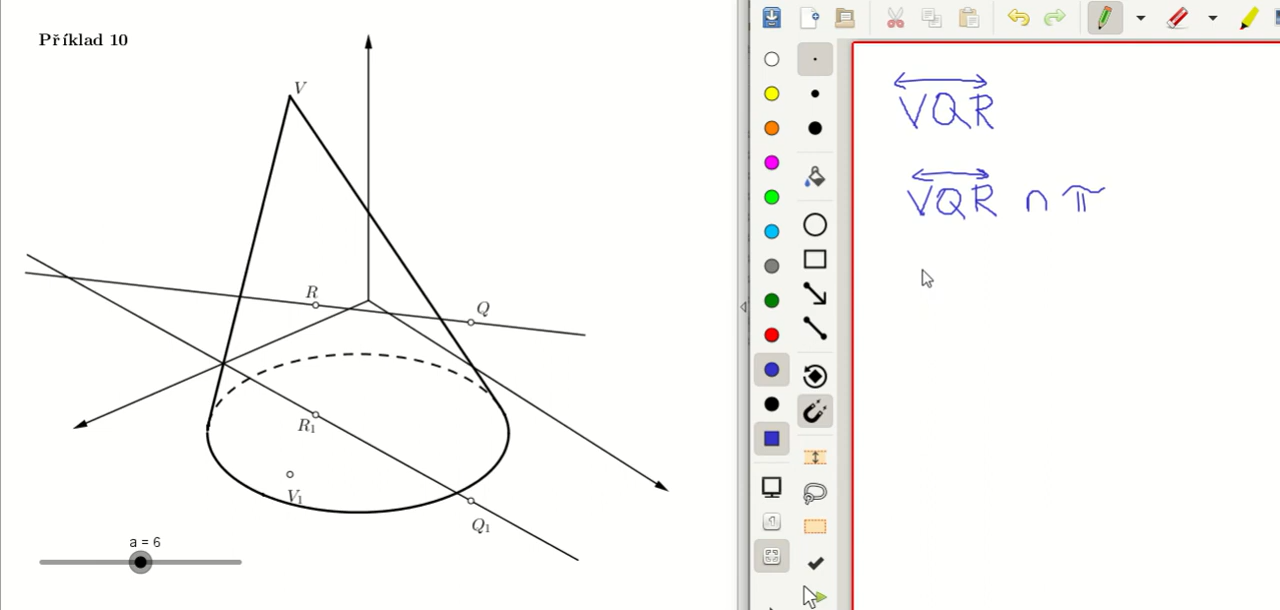 Příklad 10
V
R
Q
R₁
V₁
Q₁
a = 6
VQR
VQR ∩ π